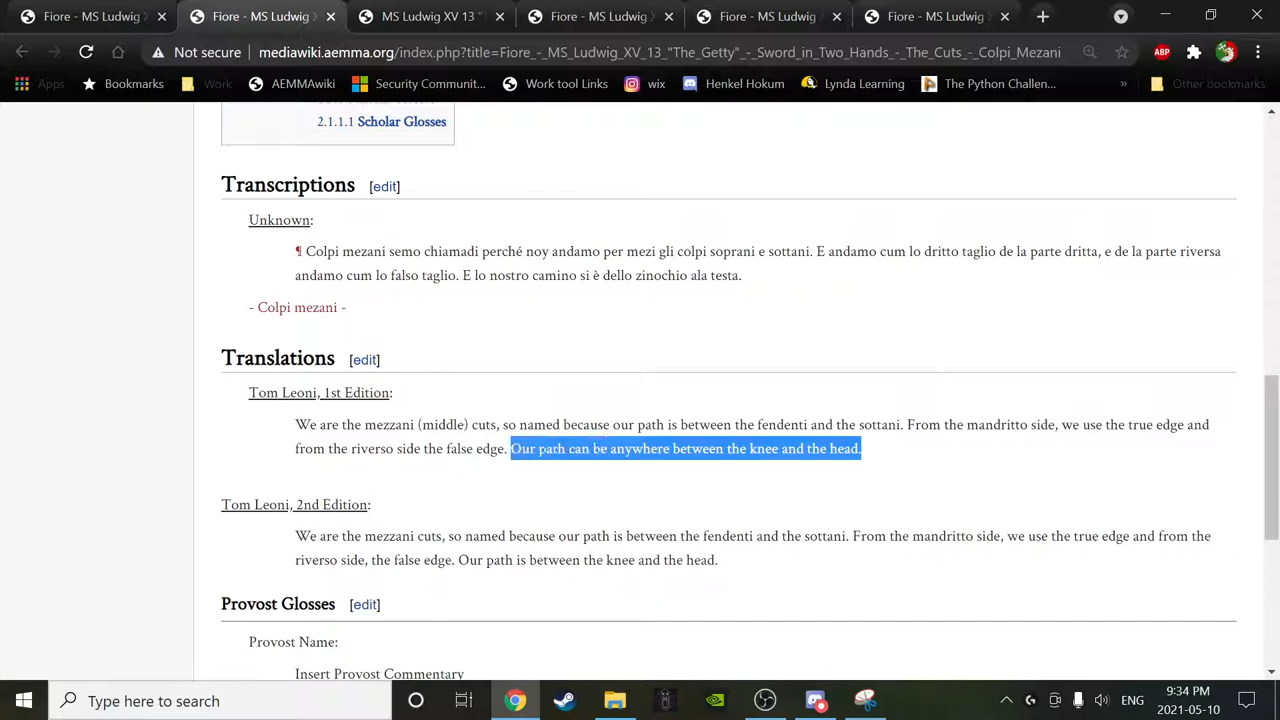 Fiore - MS Ludwig X
Fiore - MS Ludwig X
MS Ludwig XV 13 "
Fiore - MS Ludwig X
Fiore - MS Ludwig X
Fiore - MS Ludwig X
Not secure mediawiki.aemma.org/index.php?title=Fiore_-_MS_Ludwig_XV_13_"The_Getty"_-_Sword_in_Two_Hands_-_The_Cuts_-_Colpi_Mezani
ABP
Apps Bookmarks Work AEMMAwiki Security Communit... Work tool Links wix Henkel Hokum Lynda Learning The Python Challen... » Other bookmarks
2.1.1.1 Scholar Glosses
Transcriptions [edit]
Unknown:
¶ Colpi mezani semo chiamadi perché noy andamo per mezi gli colpi soprani e sottani. E andamo cum lo dritto taglio de la parte dritta, e de la parte riversa
andamo cum lo falso taglio. E lo nostro camino si è dello zinochio ala testa.
- Colpi mezani -
Translations [edit]
Tom Leoni, 1st Edition:
We are the mezzani (middle) cuts, so named because our path is between the fendenti and the sottani. From the mandritto side, we use the true edge and
from the riverso side the false edge. Our path can be anywhere between the knee and the head.
Tom Leoni, 2nd Edition:
We are the mezzani cuts, so named because our path is between the fendenti and the sottani. From the mandritto side, we use the true edge and from the
riverso side, the false edge. Our path is between the knee and the head.
Provost Glosses [edit]
Provost Name:
Insert Provost Commentary
Type here to search
ENG
9:34 PM
2021-05-10